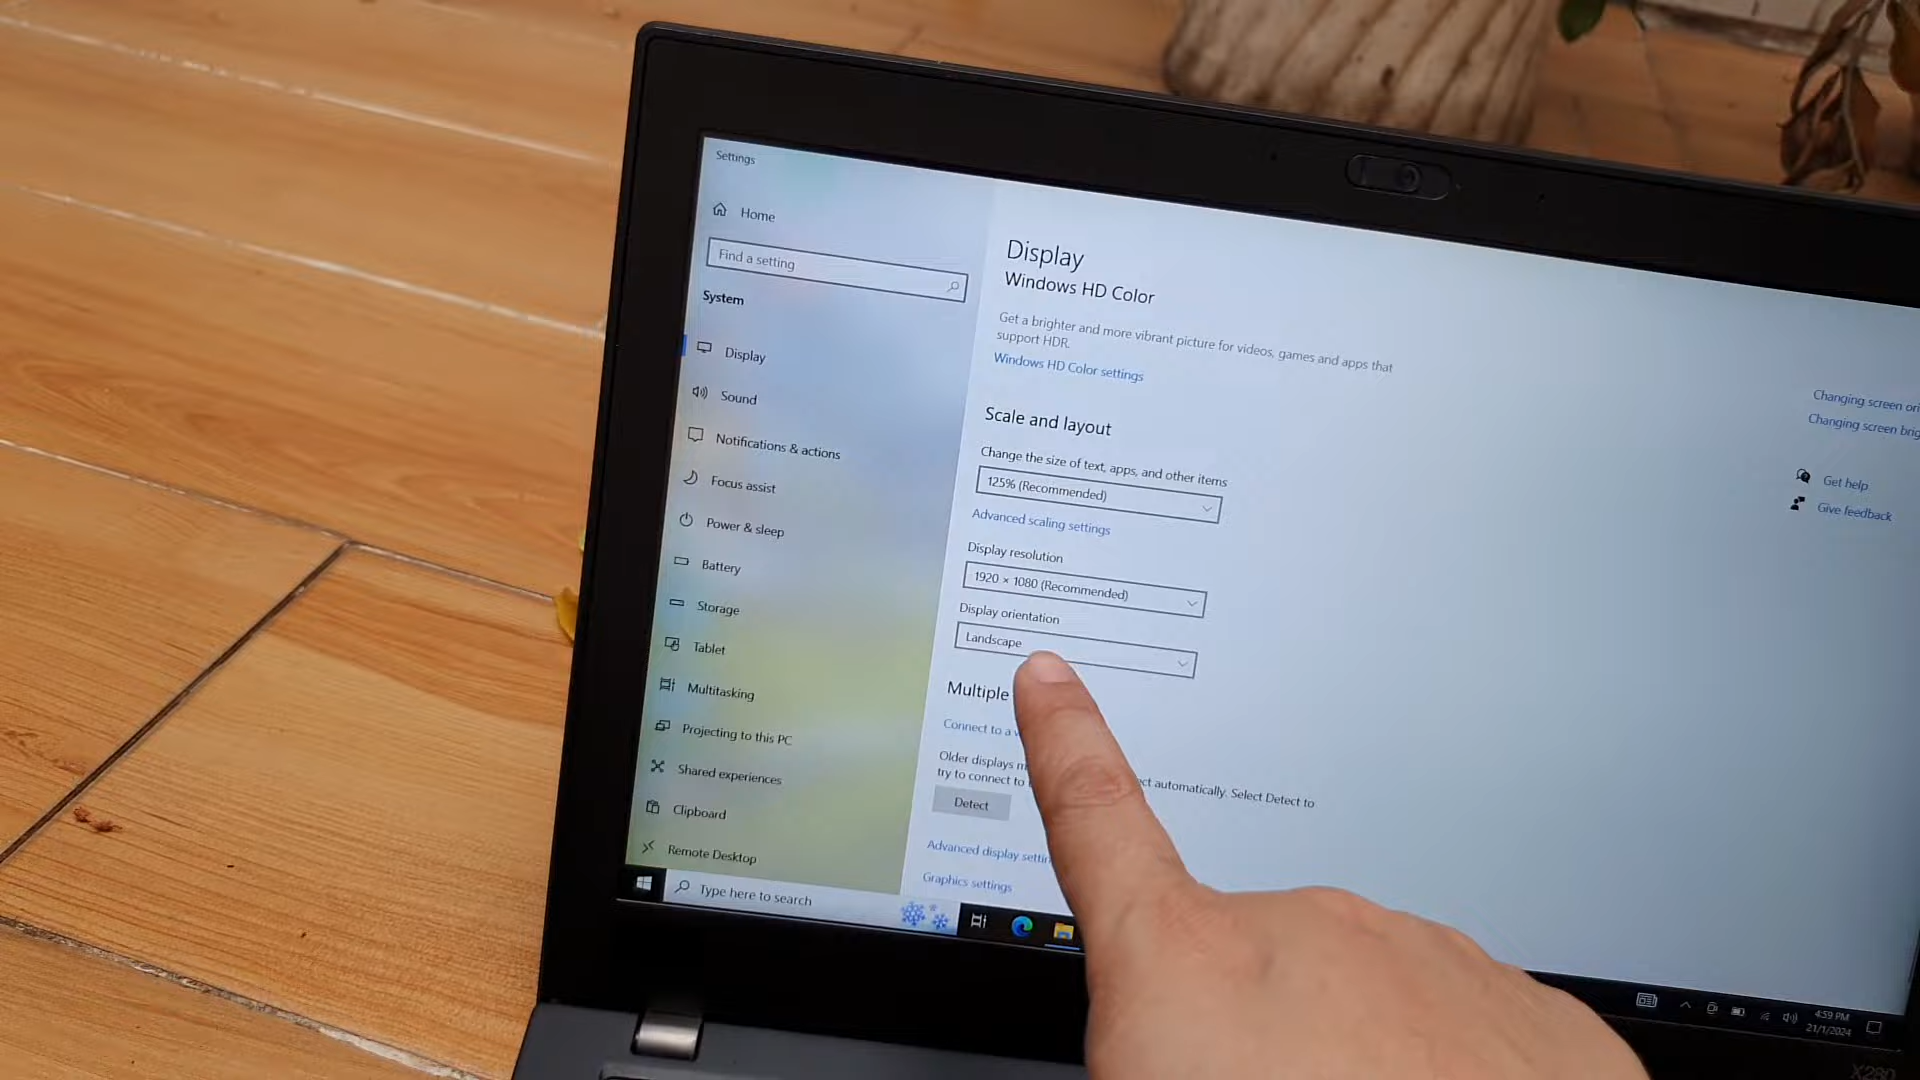 Settings
Home
Find a setting
System
Display
Sound
Notifications & actions
Focus assist
Power & sleep
Battery
Storage
Tablet
Multitasking
Projecting to this PC
Shared experiences
Clipboard
Remote Desktop
Type here to search
Display
Windows HD Color
Get a brighter and more vibrant picture for videos, games and apps that
support HDR.
Windows HD Color settings
Scale and layout
Change the size of text, apps, and other items
125% (Recommended)
Advanced scaling settings
Display resolution
1920 × 1080 (Recommended)
Display orientation
Landscape
Multiple
Connect to a
Older displays automatically. Select Detect to
try to connect to
Detect
Advanced display
Graphics settings
Changing screen
Changing screen
Get help
Give feedback
4:59 PM
21/1/2024
X280